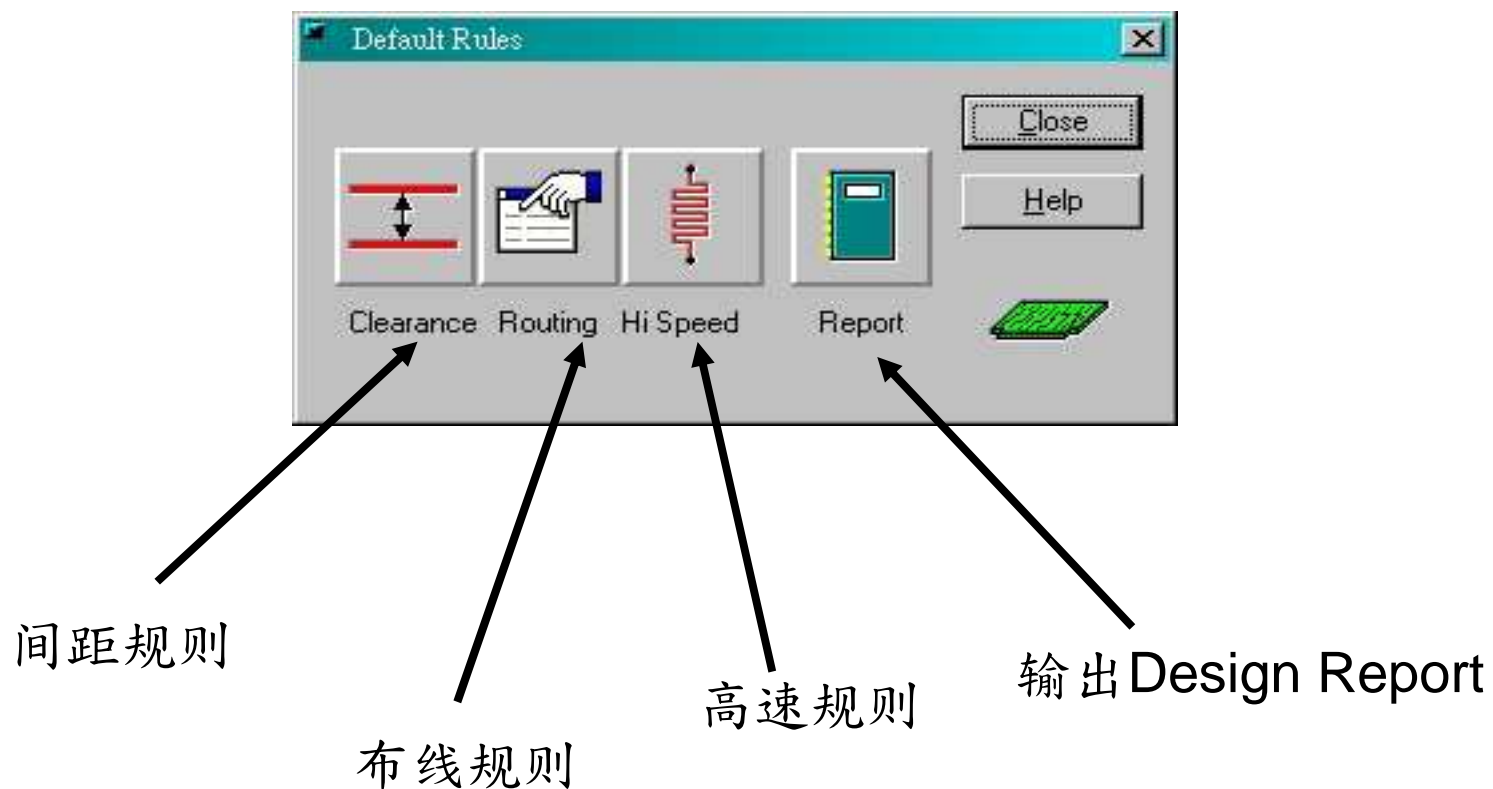 Default Rules
Close
Help
Clearance Routing Hi Speed Report
间距规则
输出Design Report
高速规则
布线规则